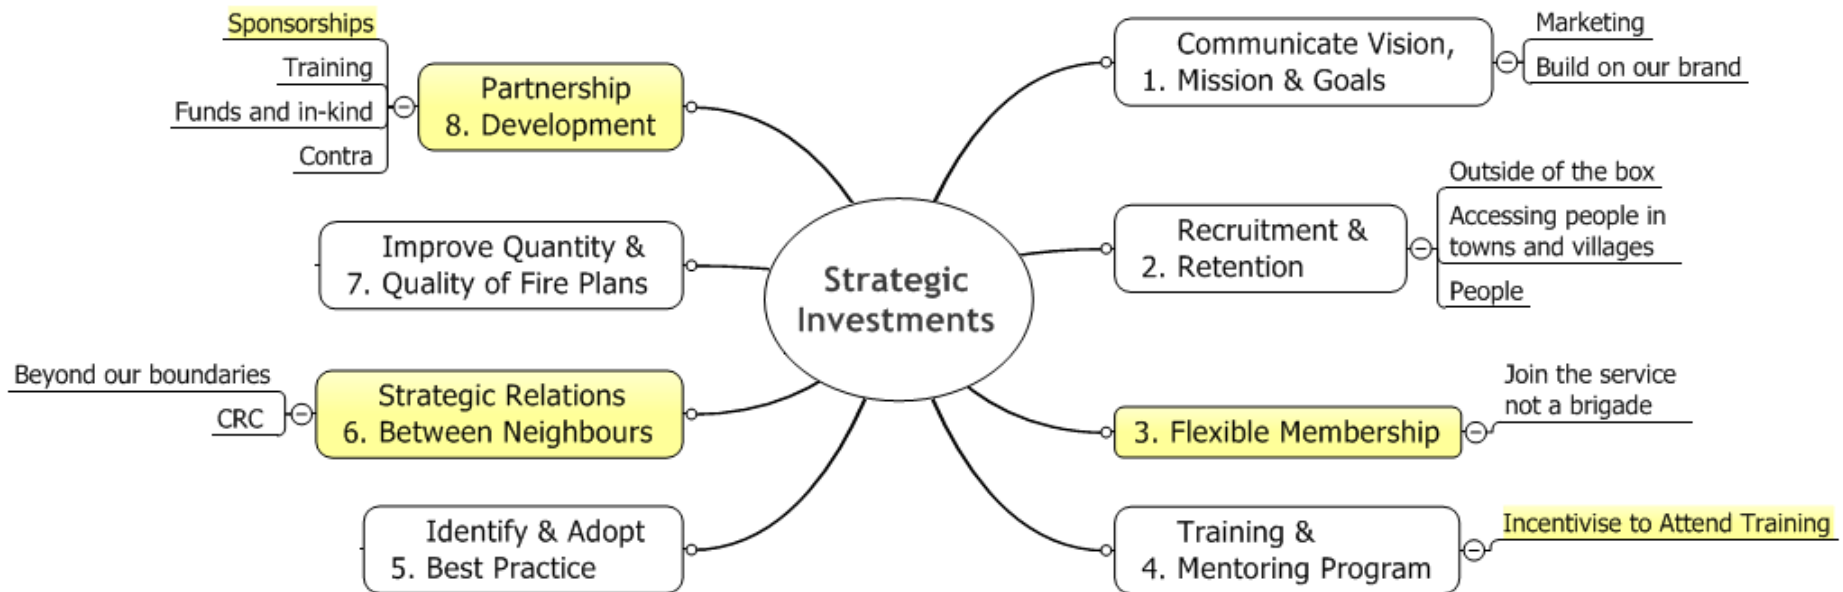 Strategic
Investments
Communicate Vision,
1. Mission & Goals
Marketing
Build on our brand
Recruitment &
2. Retention
Outside of the box
Accessing people in
towns and villages
People
3. Flexible Membership
Join the service
not a brigade
Training &
4. Mentoring Program
Incentivise to Attend Training
Identify & Adopt
5. Best Practice
Strategic Relations
6. Between Neighbours
Beyond our boundaries
CRC
Improve Quantity &
7. Quality of Fire Plans
Partnership
8. Development
Sponsorships
Training
Funds and in-kind
Contra